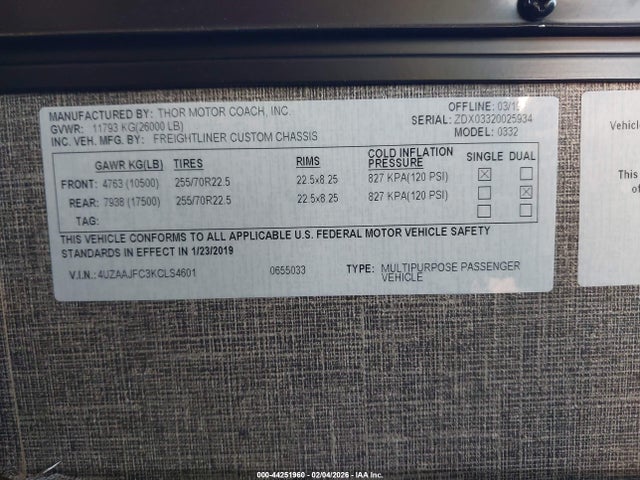 MANUFACTURED BY: THOR MOTOR COACH, INC. OFFLINE: 03/19
GVWR: 11793 KG(26000 LB) SERIAL: ZDX03320025934
INC. VEH. MFG. BY: FREIGHTLINER CUSTOM CHASSIS MODEL: 0332
GAWR KG(LB) TIRES RIMS COLD INFLATION PRESSURE SINGLE DUAL
FRONT: 4763 (10500) 255/70R22.5 22.5x8.25 827 KPA(120 PSI) ☒ ☐
REAR: 7938 (17500) 255/70R22.5 22.5x8.25 827 KPA(120 PSI) ☐ ☒
TAG: ☐ ☐
THIS VEHICLE CONFORMS TO ALL APPLICABLE U.S. FEDERAL MOTOR VEHICLE SAFETY
STANDARDS IN EFFECT IN 1/23/2019
V.I.N.: 4UZAAJFC3KCLS4601 0655033 TYPE: MULTIPURPOSE PASSENGER
VEHICLE
Vehicle
000-44251960 - 02/04/2026 - IAA Inc.